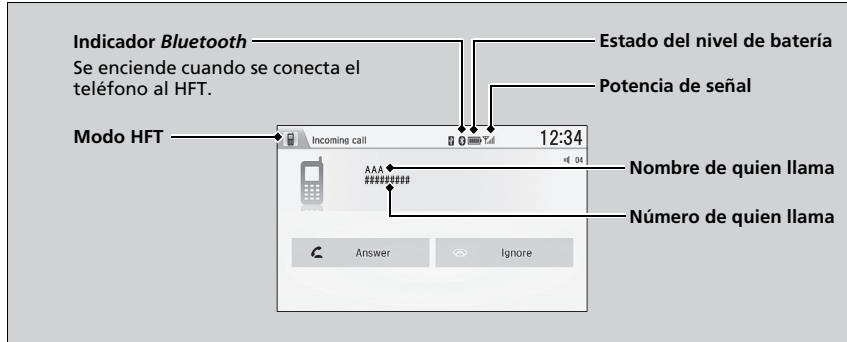 Indicador Bluetooth
Se enciende cuando se conecta el
teléfono al HFT.
Estado del nivel de batería
Potencia de señal
Modo HFT
Incoming call
12:34
04
AAA
#########
Nombre de quien llama
Número de quien llama
Answer
Ignore